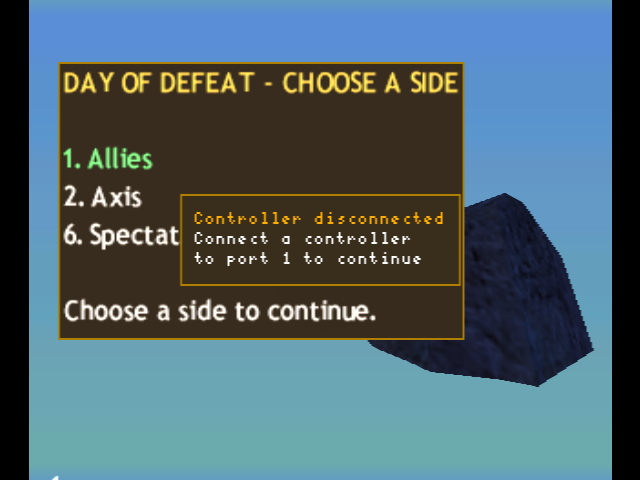 DAY OF DEFEAT - CHOOSE A SIDE
1. Allies
2. Axis
6. Spectat
Controller disconnected
Connect a controller
to port 1 to continue
Choose a side to continue.